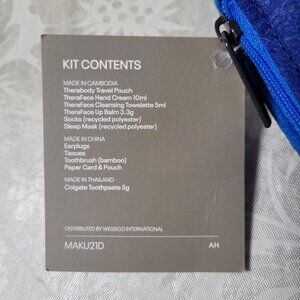 KIT CONTENTS
MADE IN CAMBODIA
Therabody Travel Pouch
TheraFace Hand Cream 10ml
TheraFace Cleansing Towelette 5ml
TheraFace Lip Balm 3.3g
Socks (recycled polyester)
Sleep Mask (recycled polyester)
MADE IN CHINA
Earplugs
Tissues
Toothbrush (bamboo)
Paper Card & Pouch
MADE IN THAILAND
Colgate Toothpaste 5g
DISTRIBUTED BY WESSCO INTERNATIONAL
MAKU21D
AH